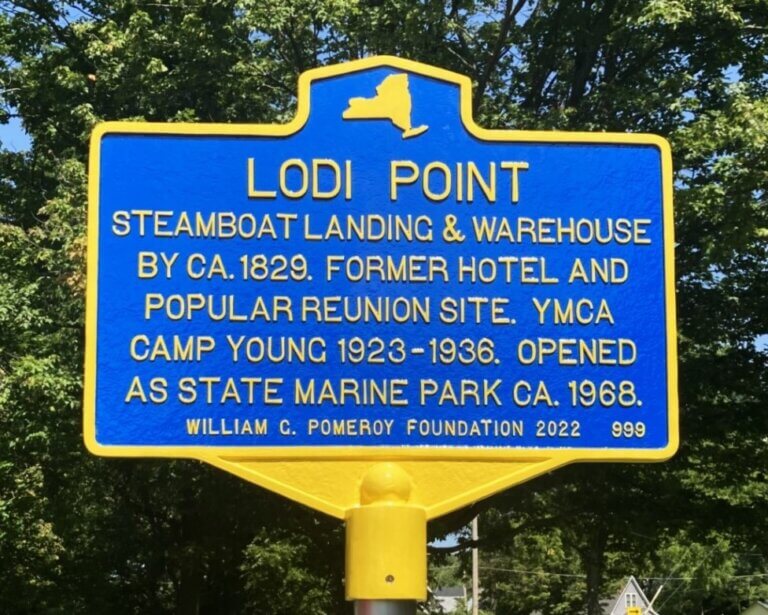 LODI POINT
STEAMBOAT LANDING & WAREHOUSE
BY CA. 1829. FORMER HOTEL AND
POPULAR REUNION SITE. YMCA
CAMP YOUNG 1923-1936. OPENED
AS STATE MARINE PARK CA. 1968.
WILLIAM G. POMEROY FOUNDATION 2022 999